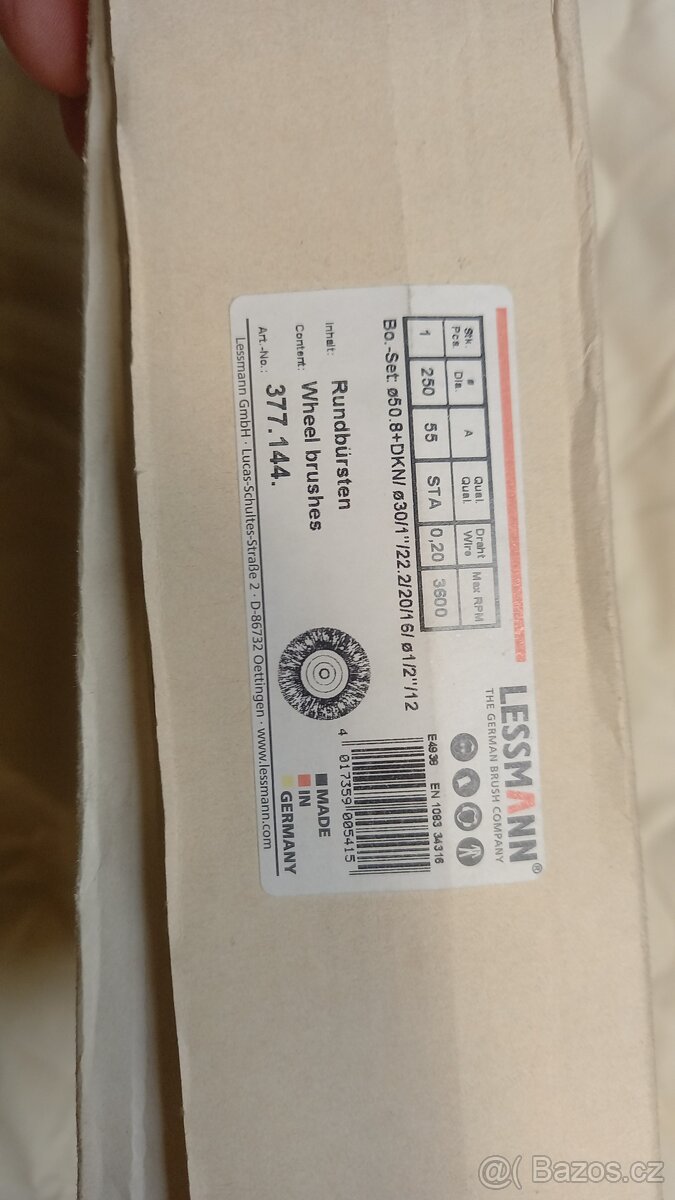 LESSMANN®
THE GERMAN BRUSH COMPANY
Stk. ø A Qual. Draht Max RPM
Pcs. Dia. Qual. Wire
1 250 55 STA 0,20 3600
Bo.-Set: ø50.8+DKN/ ø30/1"/22.2/20/16/ ø1/2"/12
E4936 EN 1083 34316
4 017359 005415
Inhalt: Rundbürsten
Content: Wheel brushes
Art.-No.: 377.144.
MADE
IN
GERMANY
Lessmann GmbH · Lucas-Schultes-Straße 2 · D-86732 Oettingen · www.lessmann.com
@( Bazos.cz